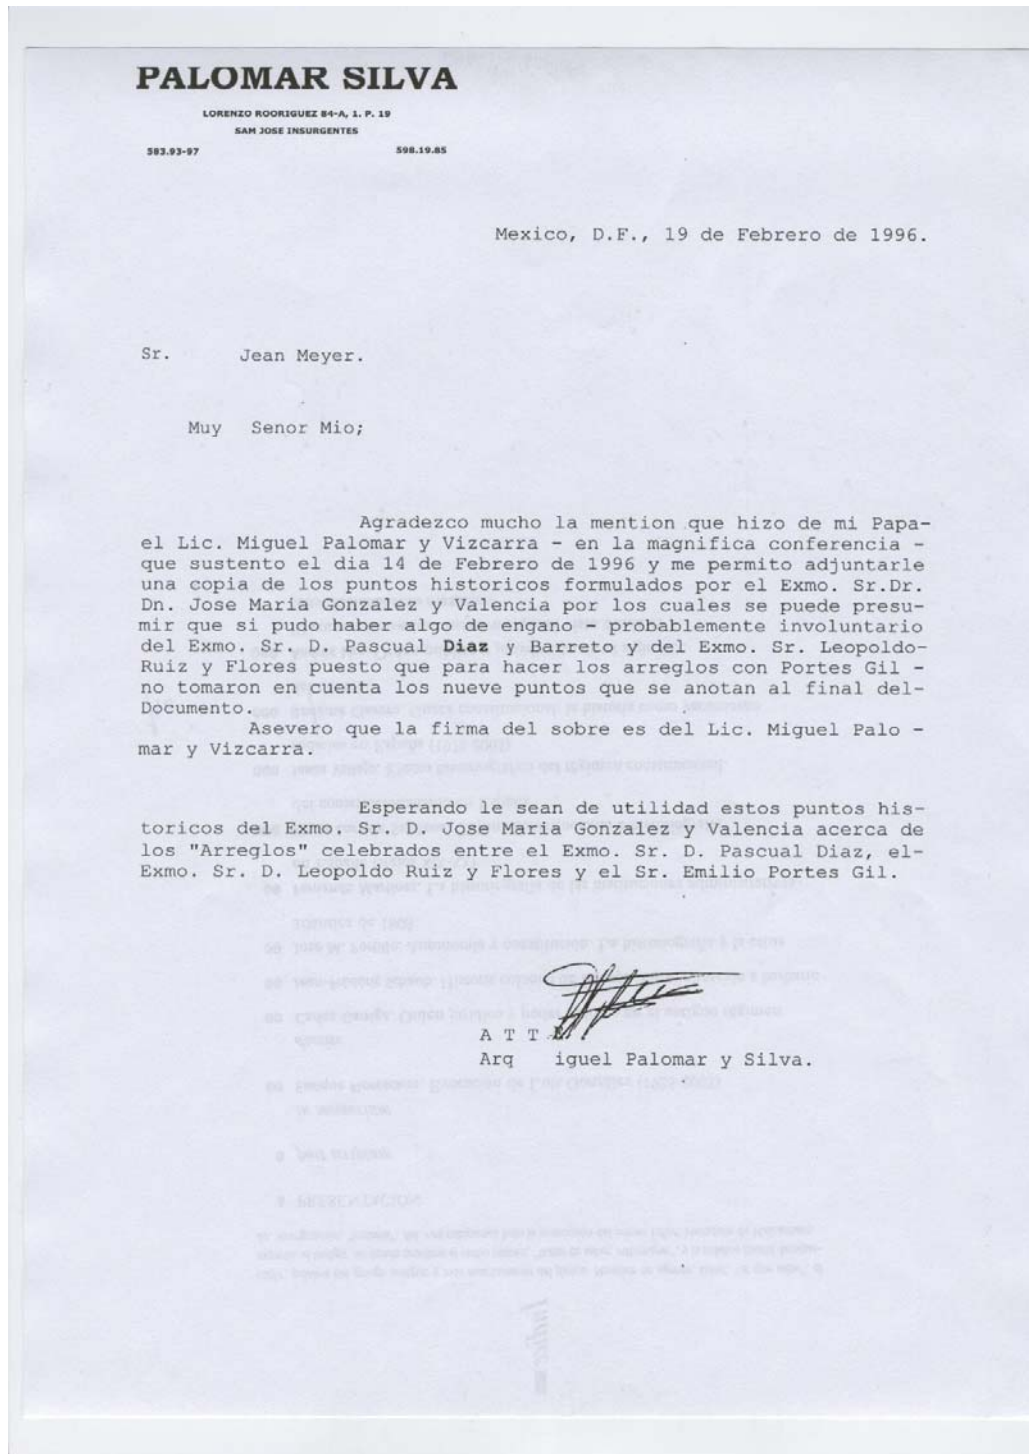 PALOMAR SILVA
LORENZO ROORIGUEZ 84-A, 1. P. 19
SAM JOSE INSURGENTES
583.93-97 598.19.85
Mexico, D.F., 19 de Febrero de 1996.
Sr. Jean Meyer.
Muy Senor Mio;
Agradezco mucho la mention que hizo de mi Papa-
el Lic. Miguel Palomar y Vizcarra - en la magnifica conferencia -
que sustento el dia 14 de Febrero de 1996 y me permito adjuntarle
una copia de los puntos historicos formulados por el Exmo. Sr.Dr.
Dn. Jose Maria Gonzalez y Valencia por los cuales se puede presu-
mir que si pudo haber algo de engano - probablemente involuntario
del Exmo. Sr. D. Pascual Diaz y Barreto y del Exmo. Sr. Leopoldo-
Ruiz y Flores puesto que para hacer los arreglos con Portes Gil -
no tomaron en cuenta los nueve puntos que se anotan al final del-
Documento.
Asevero que la firma del sobre es del Lic. Miguel Palo -
mar y Vizcarra.
Esperando le sean de utilidad estos puntos his-
toricos del Exmo. Sr. D. Jose Maria Gonzalez y Valencia acerca de
los "Arreglos" celebrados entre el Exmo. Sr. D. Pascual Diaz, el-
Exmo. Sr. D. Leopoldo Ruiz y Flores y el Sr. Emilio Portes Gil.
A T T
Arq iguel Palomar y Silva.